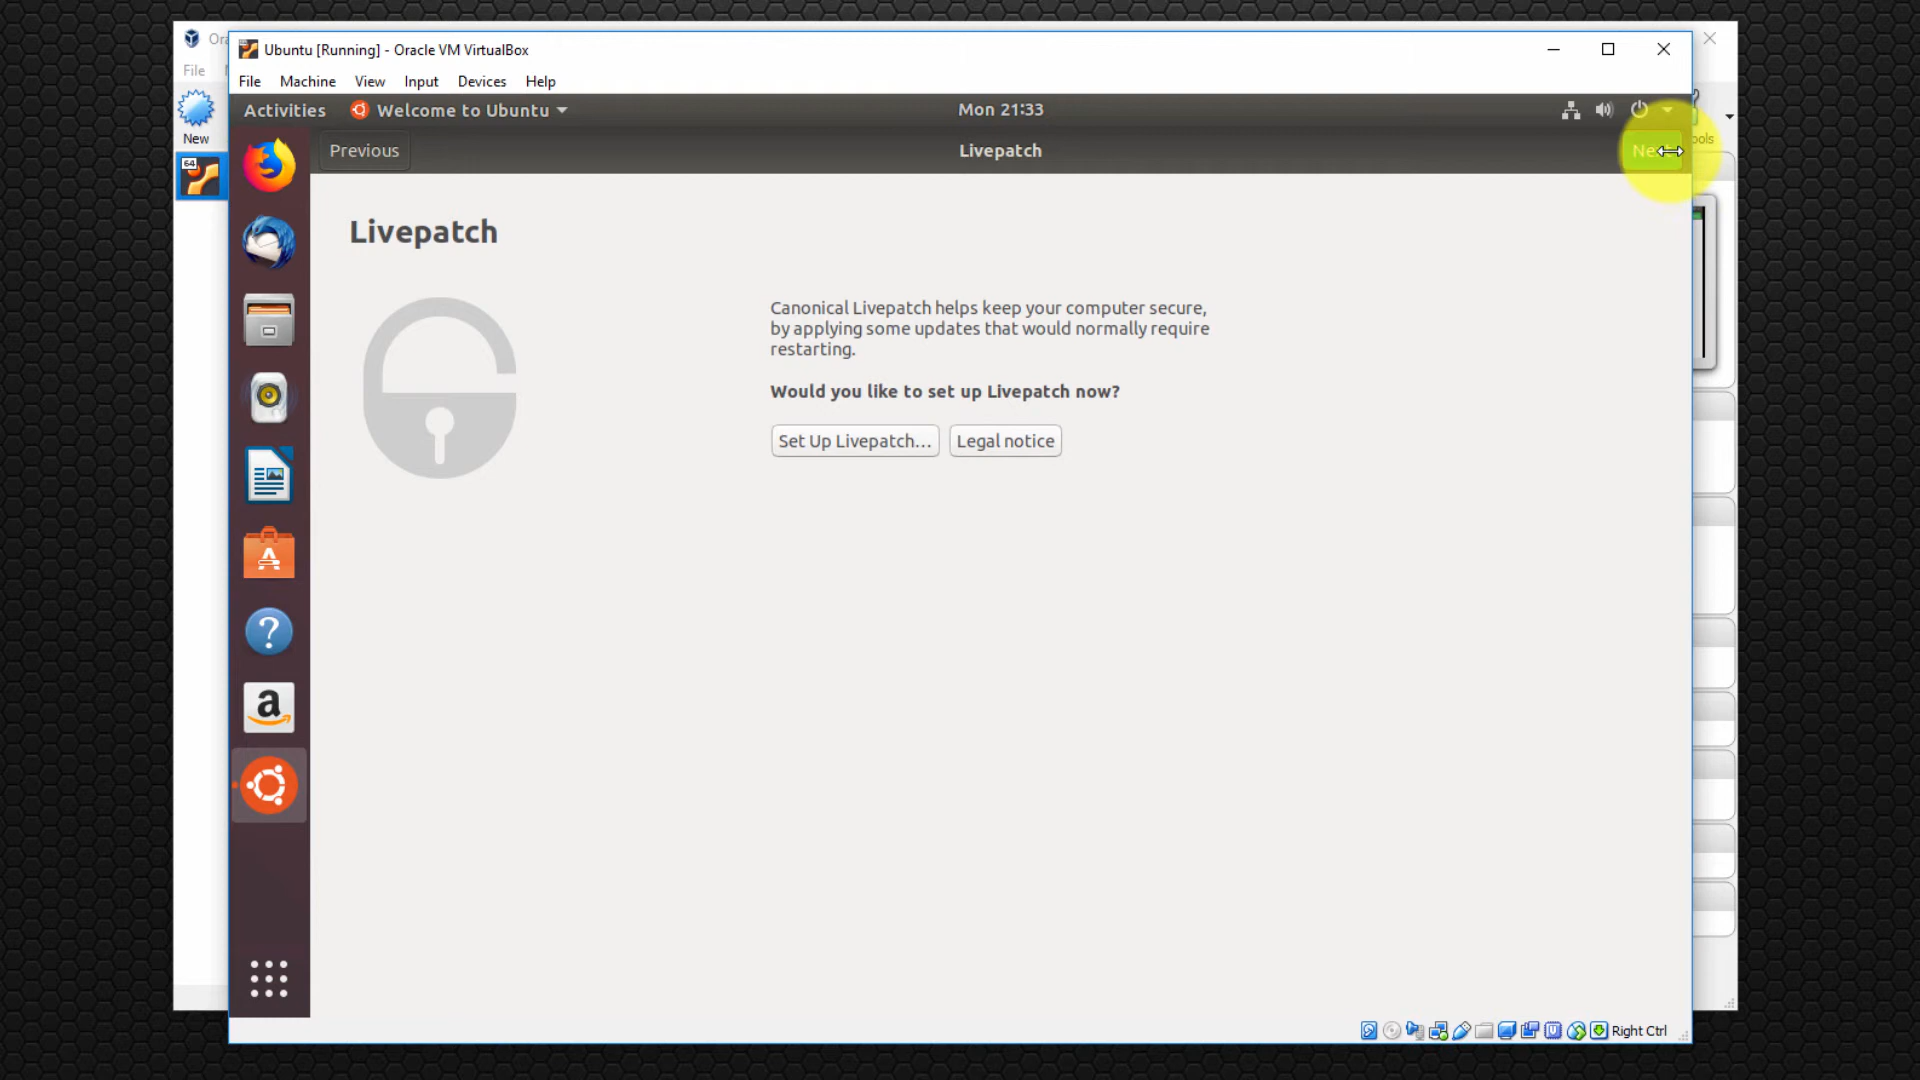 Ubuntu [Running] - Oracle VM VirtualBox
File Machine View Input Devices Help
File
New
64
Activities Welcome to Ubuntu Mon 21:33
Previous Livepatch
Livepatch
Canonical Livepatch helps keep your computer secure,
by applying some updates that would normally require
restarting.
Would you like to set up Livepatch now?
Set Up Livepatch... Legal notice
Right Ctrl